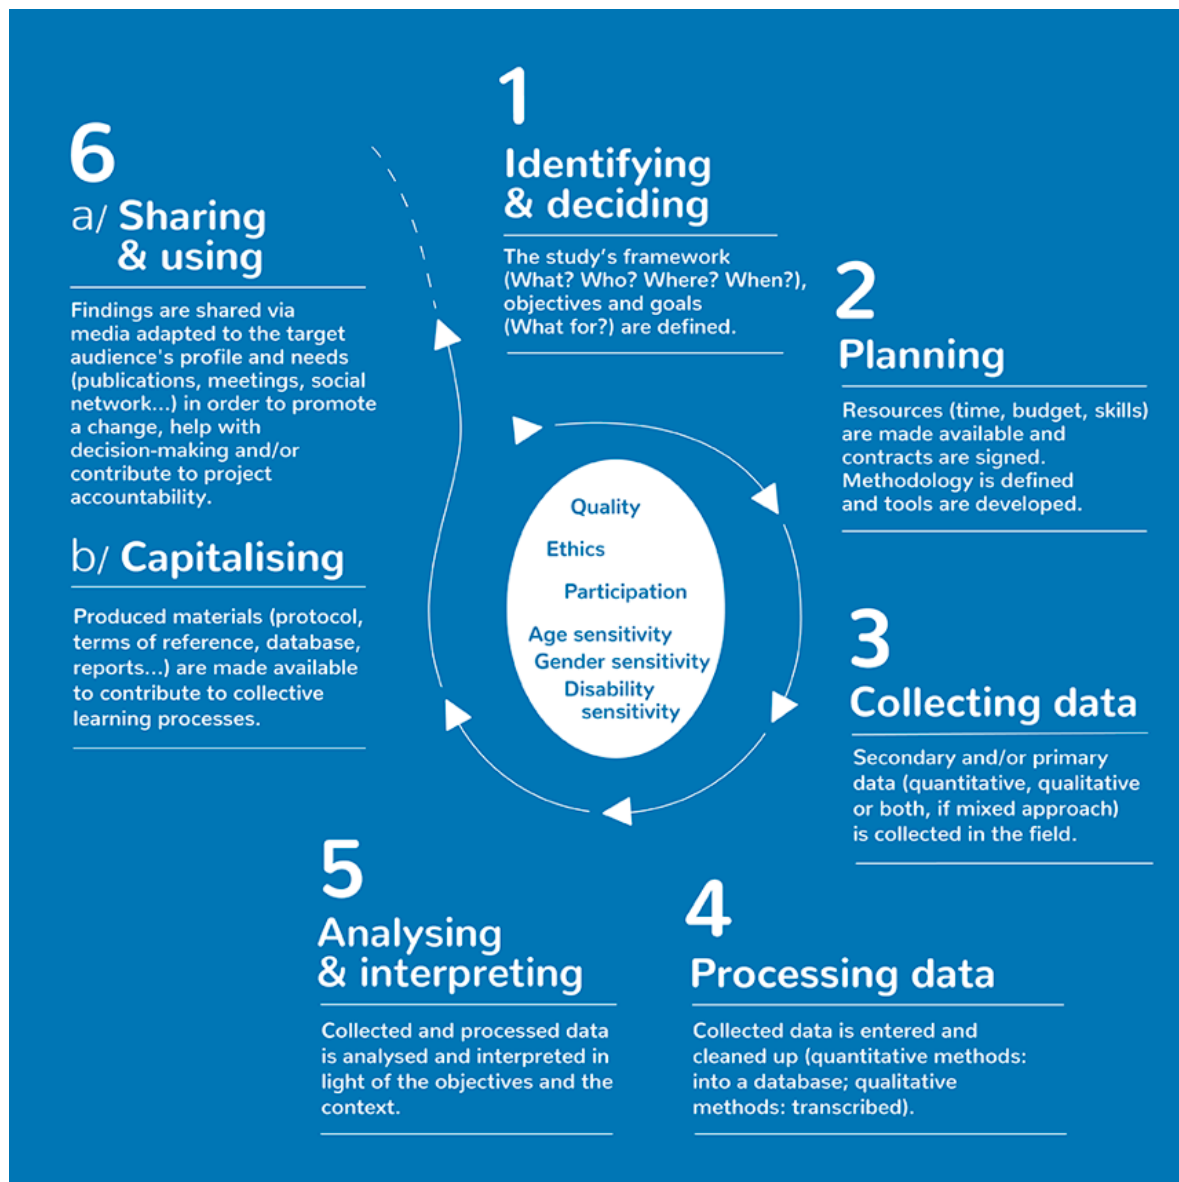 1
Identifying
& deciding
The study's framework
(What? Who? Where? When?),
objectives and goals
(What for?) are defined.
2
Planning
Resources (time, budget, skills)
are made available and
contracts are signed.
Methodology is defined
and tools are developed.
3
Collecting data
Secondary and/or primary
data (quantitative, qualitative
or both, if mixed approach)
is collected in the field.
4
Processing data
Collected data is entered and
cleaned up (quantitative methods:
into a database; qualitative
methods: transcribed).
5
Analysing
& interpreting
Collected and processed data
is analysed and interpreted in
light of the objectives and the
context.
6
a/ Sharing
& using
Findings are shared via
media adapted to the target
audience's profile and needs
(publications, meetings, social
network...) in order to promote
a change, help with
decision-making and/or
contribute to project
accountability.
b/ Capitalising
Produced materials (protocol,
terms of reference, database,
reports...) are made available
to contribute to collective
learning processes.
Quality
Ethics
Participation
Age sensitivity
Gender sensitivity
Disability
sensitivity